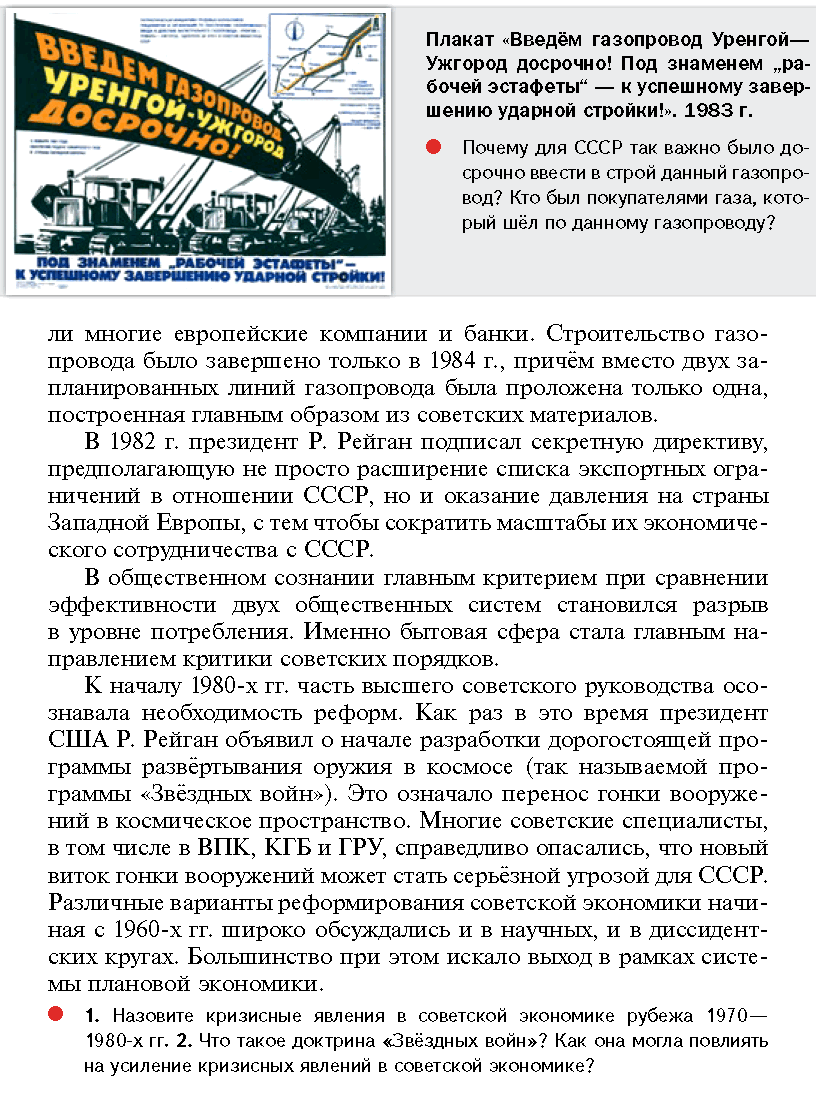 ВВЕДЕМ ГАЗОПРОВОД
УРЕНГОЙ-УЖГОРОД
ДОСРОЧНО!
ПОД ЗНАМЕНЕМ „РАБОЧЕЙ ЭСТАФЕТЫ“—
К УСПЕШНОМУ ЗАВЕРШЕНИЮ УДАРНОЙ СТРОЙКИ!
Плакат «Введём газопровод Уренгой—
Ужгород досрочно! Под знаменем „ра-
бочей эстафеты“ — к успешному завер-
шению ударной стройки!». 1983 г.
Почему для СССР так важно было до-
срочно ввести в строй данный газопро-
вод? Кто был покупателями газа, кото-
рый шёл по данному газопроводу?
ли многие европейские компании и банки. Строительство газо-
провода было завершено только в 1984 г., причём вместо двух за-
планированных линий газопровода была проложена только одна,
построенная главным образом из советских материалов.
В 1982 г. президент Р. Рейган подписал секретную директиву,
предполагающую не просто расширение списка экспортных огра-
ничений в отношении СССР, но и оказание давления на страны
Западной Европы, с тем чтобы сократить масштабы их экономиче-
ского сотрудничества с СССР.
В общественном сознании главным критерием при сравнении
эффективности двух общественных систем становился разрыв
в уровне потребления. Именно бытовая сфера стала главным на-
правлением критики советских порядков.
К началу 1980-х гг. часть высшего советского руководства осо-
знавала необходимость реформ. Как раз в это время президент
США Р. Рейган объявил о начале разработки дорогостоящей про-
граммы развёртывания оружия в космосе (так называемой про-
граммы «Звёздных войн»). Это означало перенос гонки вооруже-
ний в космическое пространство. Многие советские специалисты,
в том числе в ВПК, КГБ и ГРУ, справедливо опасались, что новый
виток гонки вооружений может стать серьёзной угрозой для СССР.
Различные варианты реформирования советской экономики начи-
ная с 1960-х гг. широко обсуждались и в научных, и в диссидент-
ских кругах. Большинство при этом искало выход в рамках систе-
мы плановой экономики.
1. Назовите кризисные явления в советской экономике рубежа 1970—
1980-х гг. 2. Что такое доктрина «Звёздных войн»? Как она могла повлиять
на усиление кризисных явлений в советской экономике?